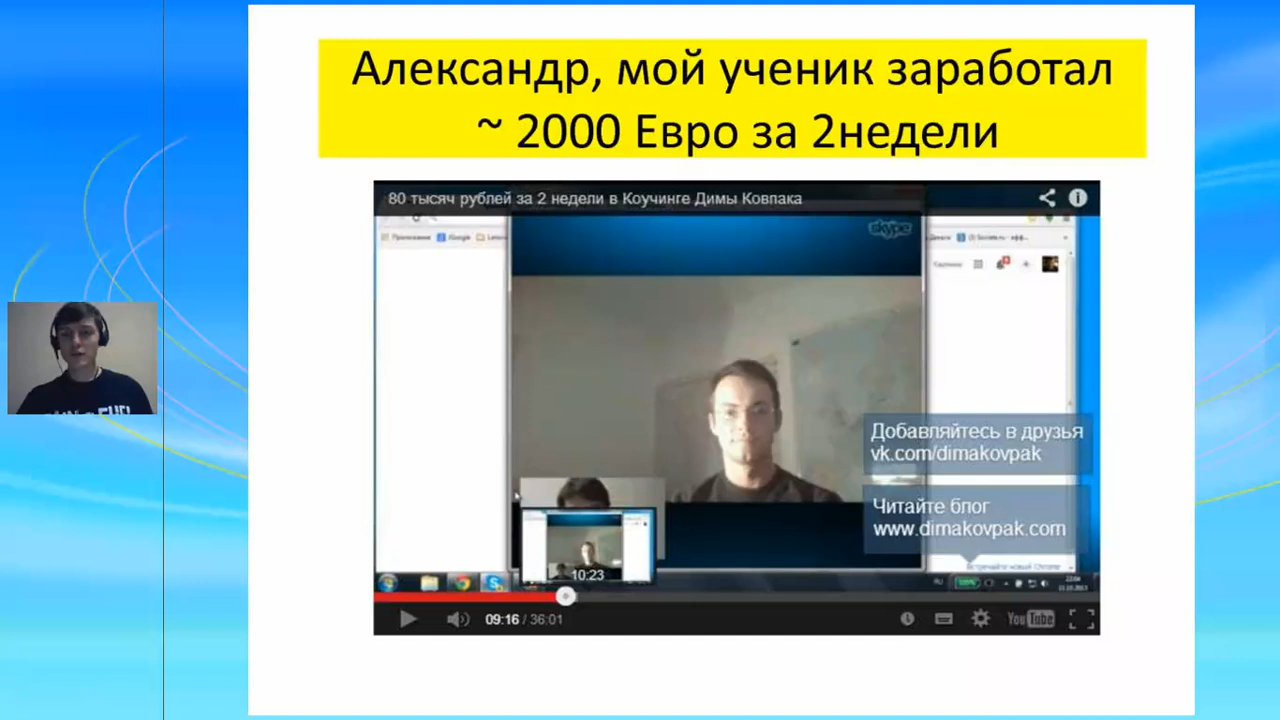 Александр, мой ученик заработал
~ 2000 Евро за 2недели
80 тысяч рублей за 2 недели в Коучинге Димы Ковпака
skype
Добавляйтесь в друзья
vk.com/dimakovpak
Читайте блог
www.dimakovpak.com
10:23
09:16 / 36:01
YouTube